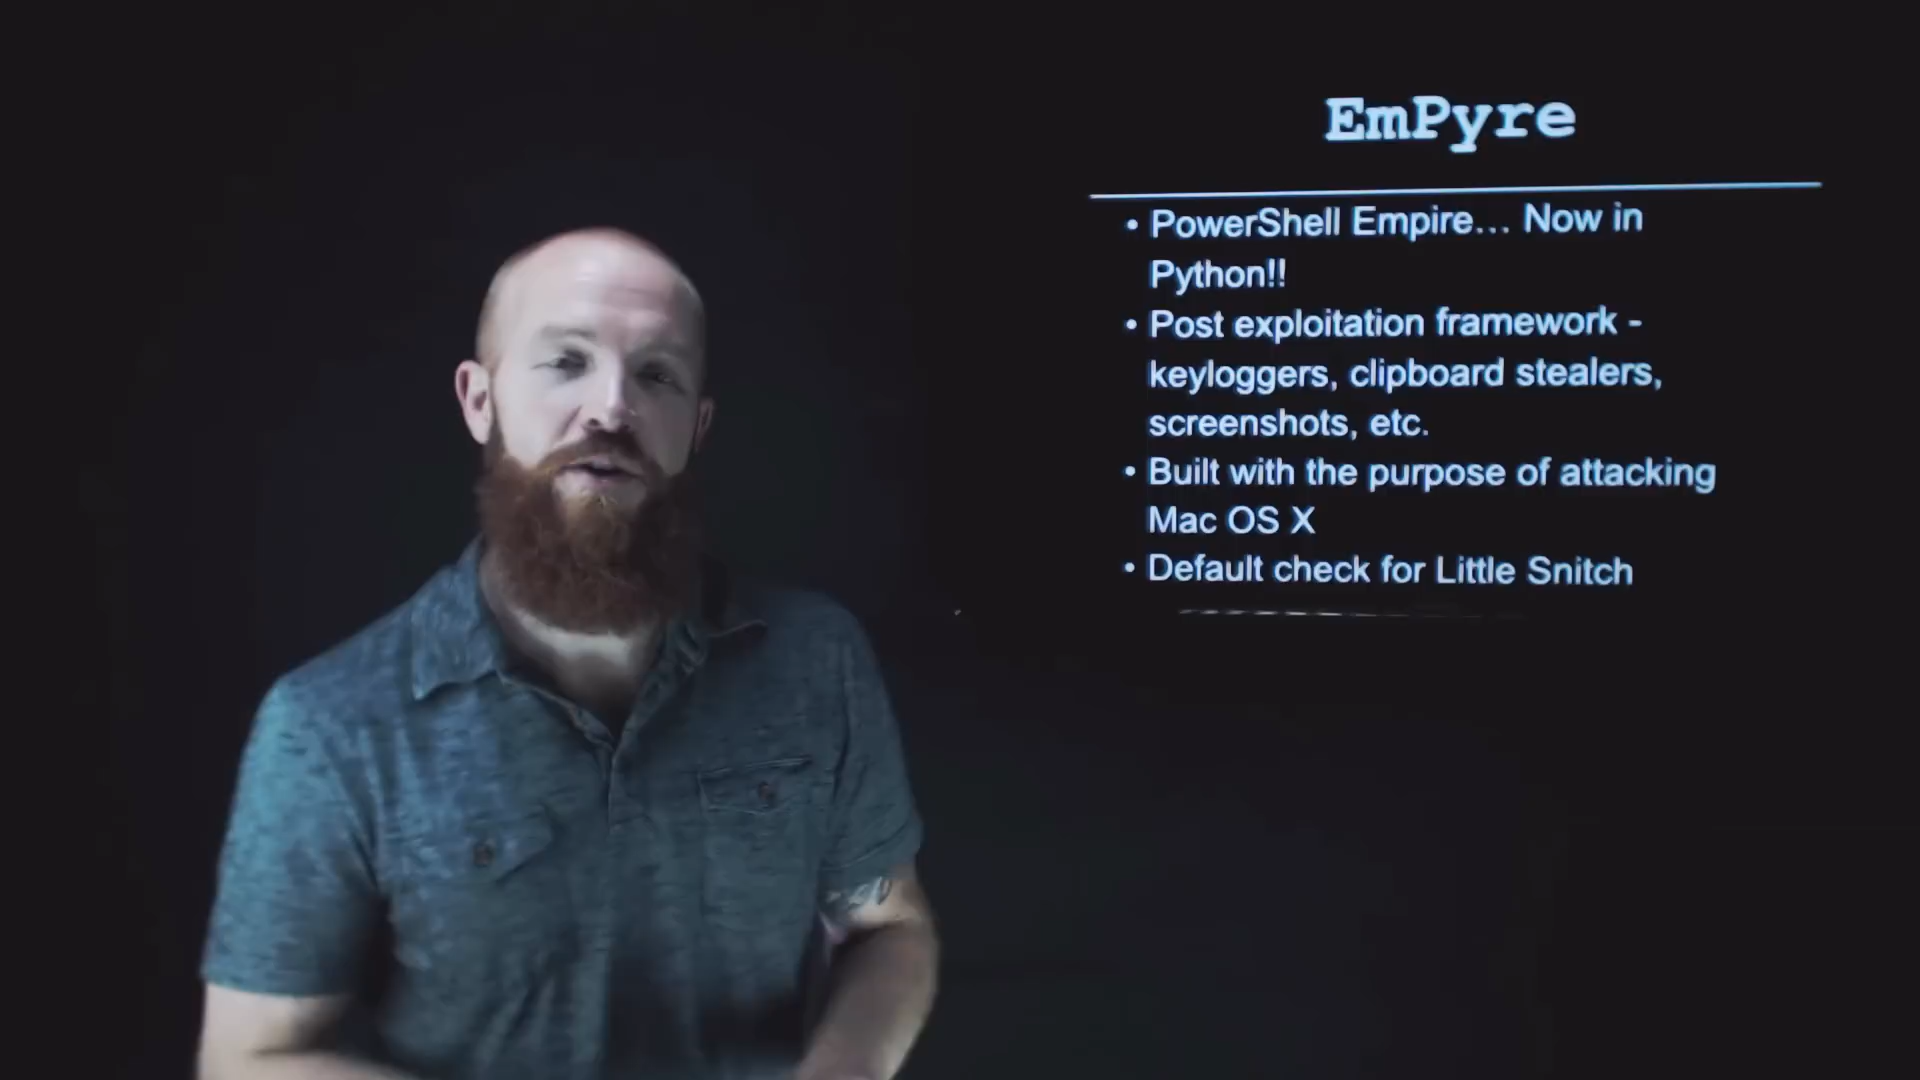 EmPyre
• PowerShell Empire... Now in
Python!!
• Post exploitation framework -
keyloggers, clipboard stealers,
screenshots, etc.
• Built with the purpose of attacking
Mac OS X
• Default check for Little Snitch